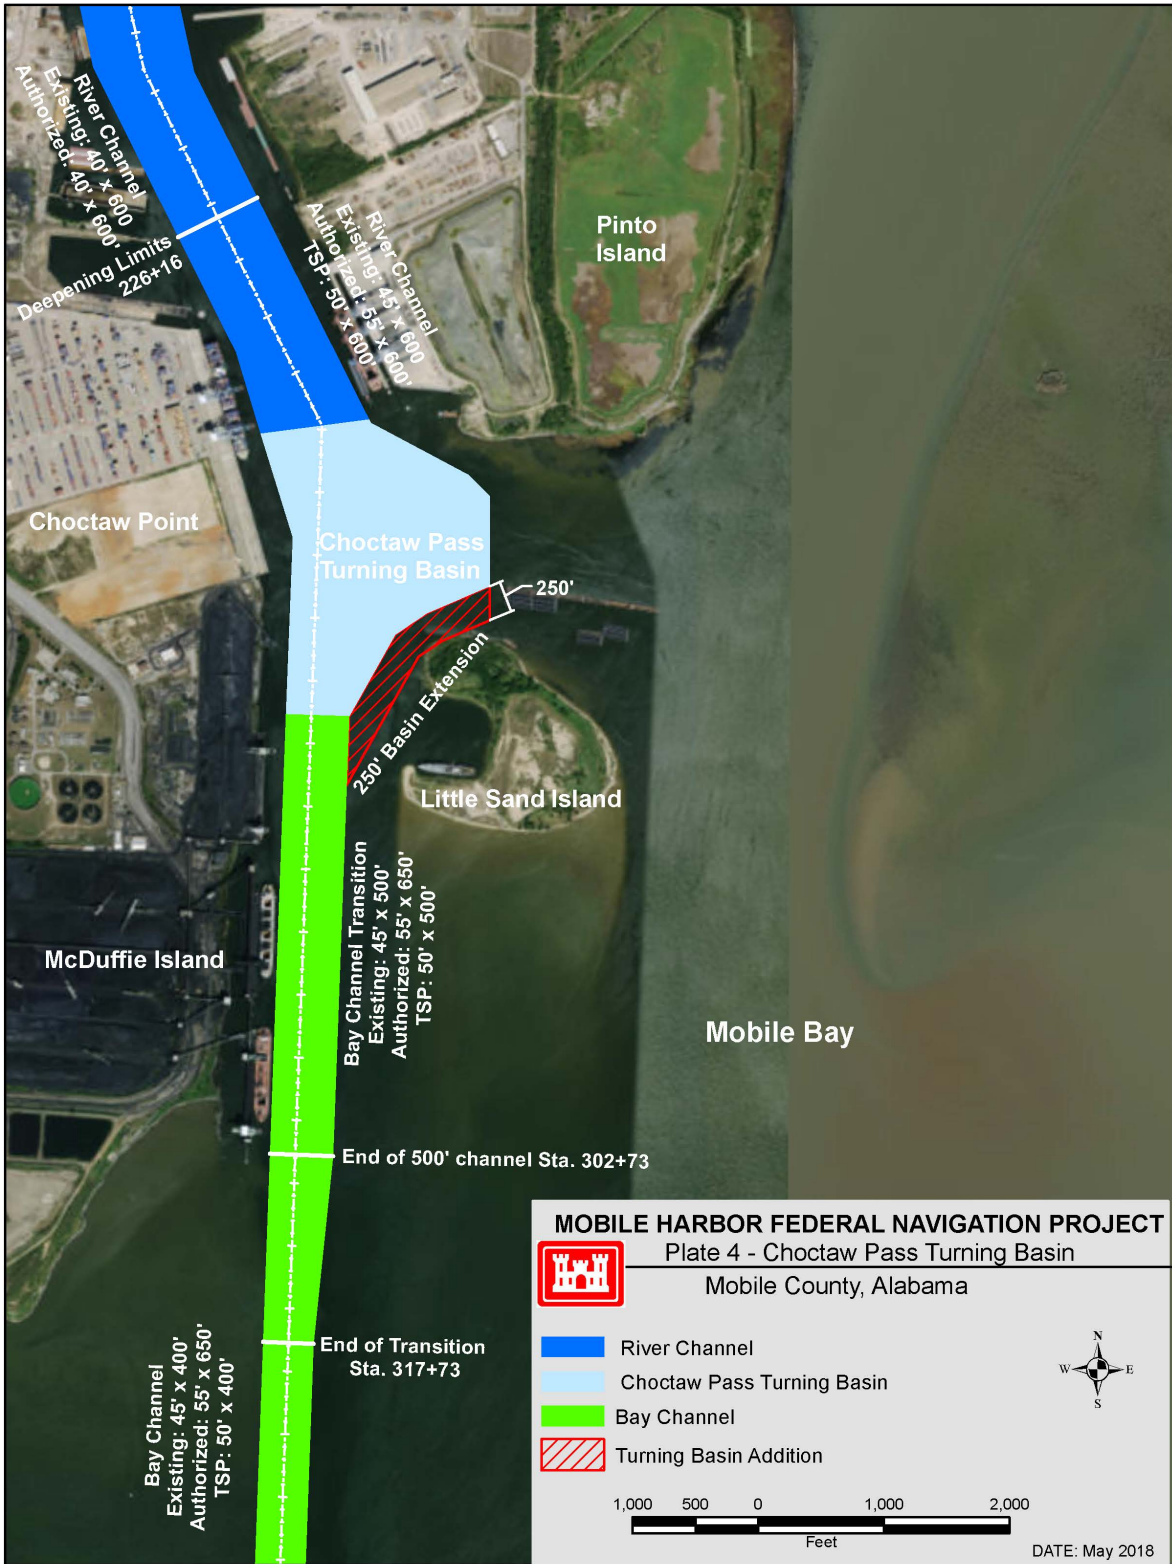 River Channel
Existing: 40' x 600
Authorized: 40' x 600'
Deepening Limits
226+16
River Channel
Existing: 45' x 600
Authorized: 55' x 600'
TSP: 50' x 600'
Pinto
Island
Choctaw Point
Choctaw Pass
Turning Basin
250'
250' Basin Extension
Little Sand Island
Bay Channel Transition
Existing: 45' x 500'
Authorized: 55' x 650'
TSP: 50' x 500'
McDuffie Island
Mobile Bay
End of 500' channel Sta. 302+73
End of Transition
Sta. 317+73
Bay Channel
Existing: 45' x 400'
Authorized: 55' x 650'
TSP: 50' x 400'
MOBILE HARBOR FEDERAL NAVIGATION PROJECT
Plate 4 - Choctaw Pass Turning Basin
Mobile County, Alabama
River Channel
Choctaw Pass Turning Basin
Bay Channel
Turning Basin Addition
N
W E
S
1,000 500 0 1,000 2,000
Feet
DATE: May 2018